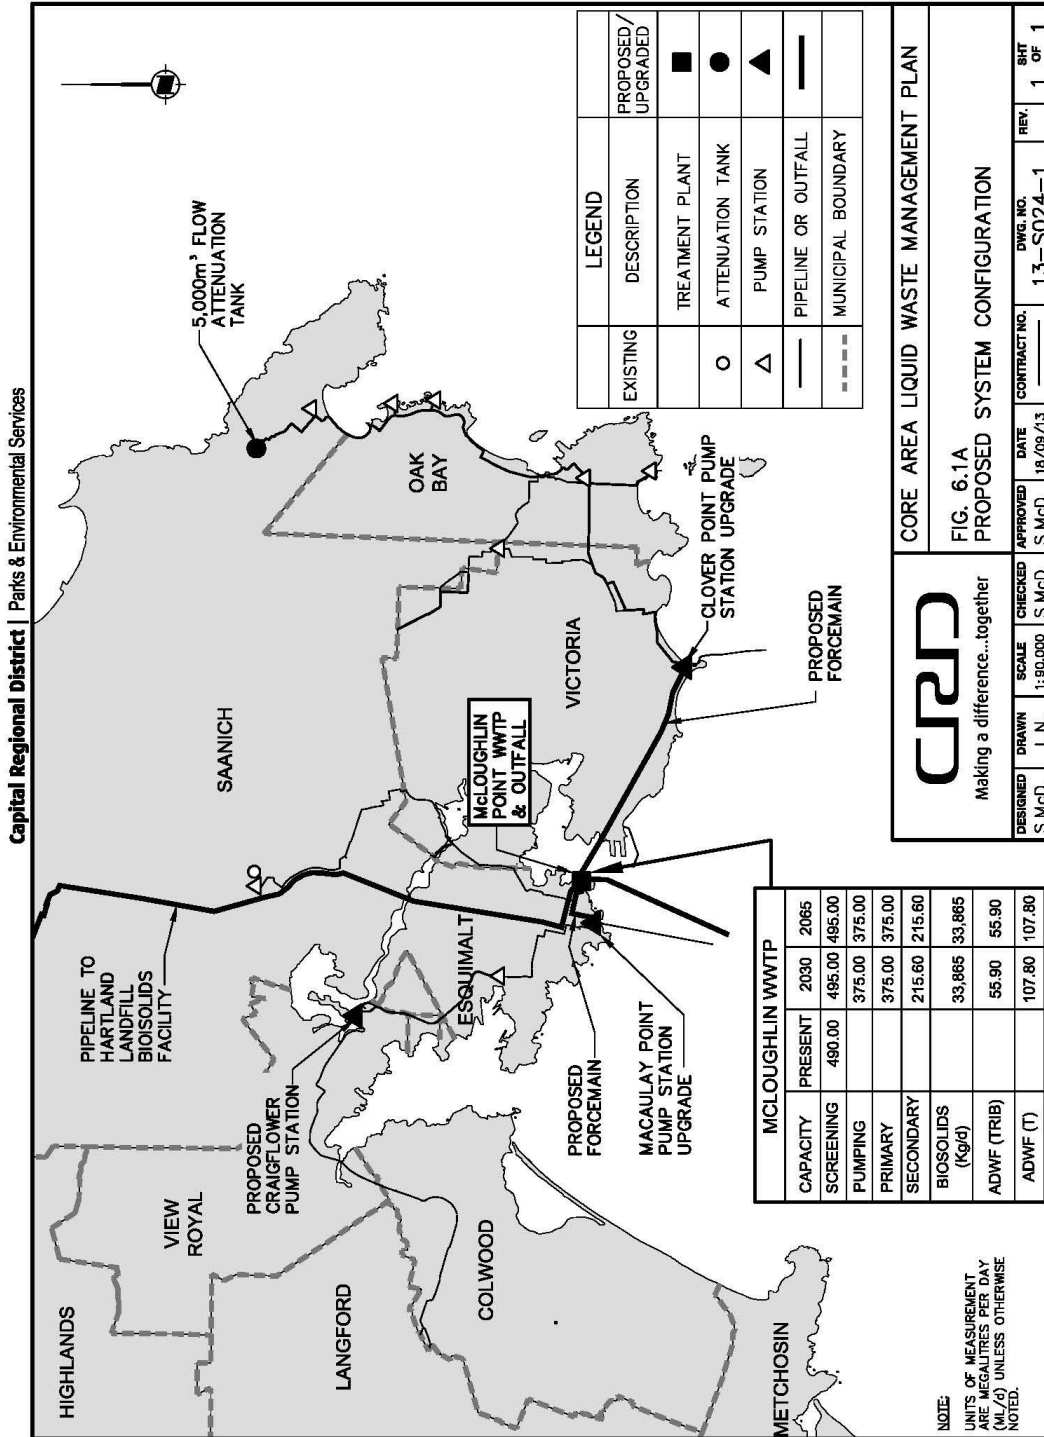 Capital Regional District | Parks & Environmental Services
HIGHLANDS
VIEW
ROYAL
LANGFORD
COLWOOD
METCHOSIN
SAANICH
ESQUIMALT
VICTORIA
OAK
BAY
PIPELINE TO
HARTLAND
LANDFILL
BIOISOLIDS
FACILITY
PROPOSED
CRAIGFLOWER
PUMP STATION
5,000m³ FLOW
ATTENUATION
TANK
McLOUGHLIN
POINT WWTP
& OUTFALL
PROPOSED
FORCEMAIN
MACAULAY POINT
PUMP STATION
UPGRADE
CLOVER POINT PUMP
STATION UPGRADE
PROPOSED
FORCEMAIN
LEGEND
EXISTING DESCRIPTION PROPOSED/
UPGRADED
TREATMENT PLANT
ATTENUATION TANK
PUMP STATION
PIPELINE OR OUTFALL
MUNICIPAL BOUNDARY
MCLOUGHLIN WWTP
CAPACITY PRESENT 2030 2065
SCREENING 490.00 495.00 495.00
PUMPING 375.00 375.00
PRIMARY 375.00 375.00
SECONDARY 215.60 215.60
BIOSOLIDS
(Kg/d) 33,865 33,865
ADWF (TRIB) 55.90 55.90
ADWF (T) 107.80 107.80
NOTE:
UNITS OF MEASUREMENT
ARE MEGALITRES PER DAY
(ML/d) UNLESS OTHERWISE
NOTED.
CRD
Making a difference...together
CORE AREA LIQUID WASTE MANAGEMENT PLAN
FIG. 6.1A
PROPOSED SYSTEM CONFIGURATION
DESIGNED DRAWN SCALE CHECKED APPROVED DATE CONTRACT NO. DWG. NO. REV. SHT
S.McD. 1:90,000 S.McD. S.McD. 18/09/13 13-S024-1 1 OF 1